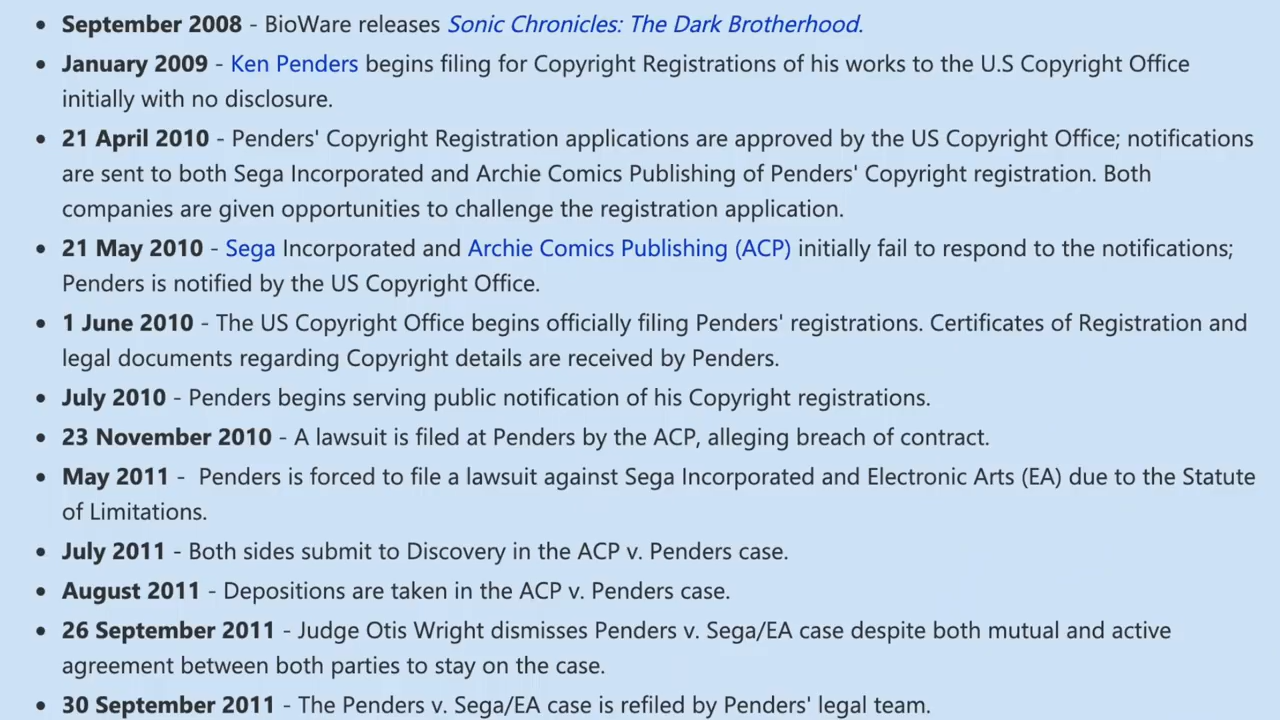 • September 2008 - BioWare releases Sonic Chronicles: The Dark Brotherhood.
• January 2009 - Ken Penders begins filing for Copyright Registrations of his works to the U.S Copyright Office
initially with no disclosure.
• 21 April 2010 - Penders' Copyright Registration applications are approved by the US Copyright Office; notifications
are sent to both Sega Incorporated and Archie Comics Publishing of Penders' Copyright registration. Both
companies are given opportunities to challenge the registration application.
• 21 May 2010 - Sega Incorporated and Archie Comics Publishing (ACP) initially fail to respond to the notifications;
Penders is notified by the US Copyright Office.
• 1 June 2010 - The US Copyright Office begins officially filing Penders' registrations. Certificates of Registration and
legal documents regarding Copyright details are received by Penders.
• July 2010 - Penders begins serving public notification of his Copyright registrations.
• 23 November 2010 - A lawsuit is filed at Penders by the ACP, alleging breach of contract.
• May 2011 - Penders is forced to file a lawsuit against Sega Incorporated and Electronic Arts (EA) due to the Statute
of Limitations.
• July 2011 - Both sides submit to Discovery in the ACP v. Penders case.
• August 2011 - Depositions are taken in the ACP v. Penders case.
• 26 September 2011 - Judge Otis Wright dismisses Penders v. Sega/EA case despite both mutual and active
agreement between both parties to stay on the case.
• 30 September 2011 - The Penders v. Sega/EA case is refiled by Penders' legal team.